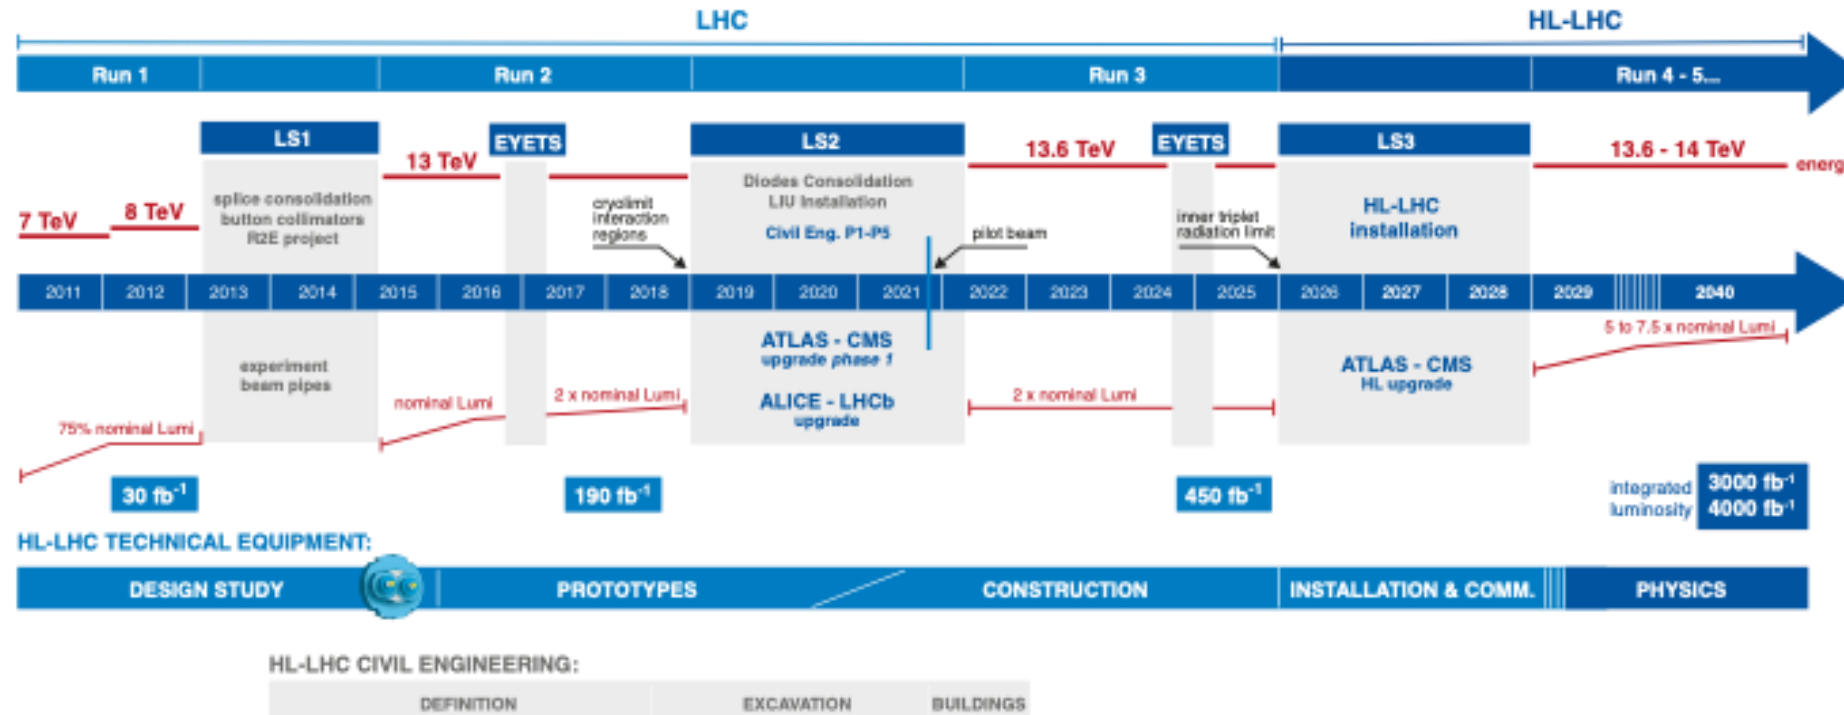 LHC
HL-LHC
Run 1
Run 2
Run 3
Run 4 - 5...
LS1
EYETS
LS2
EYETS
LS3
13 TeV
13.6 TeV
13.6 - 14 TeV
energ
7 TeV
8 TeV
splice consolidation
button collimators
R2E project
cryolimit
interaction
regions
Diodes Consolidation
LIU Installation
Civil Eng. P1-P5
pilot beam
inner triplet
radiation limit
HL-LHC
installation
2011
2012
2013
2014
2015
2016
2017
2018
2019
2020
2021
2022
2023
2024
2025
2026
2027
2028
2029
2040
5 to 7.5 x nominal Lumi
experiment
beam pipes
ATLAS - CMS
upgrade phase 1
ALICE - LHCb
upgrade
ATLAS - CMS
HL upgrade
75% nominal Lumi
nominal Lumi
2 x nominal Lumi
2 x nominal Lumi
30 fb⁻¹
190 fb⁻¹
450 fb⁻¹
integrated
luminosity
3000 fb⁻¹
4000 fb⁻¹
HL-LHC TECHNICAL EQUIPMENT:
DESIGN STUDY
PROTOTYPES
CONSTRUCTION
INSTALLATION & COMM.
PHYSICS
HL-LHC CIVIL ENGINEERING:
DEFINITION
EXCAVATION
BUILDINGS